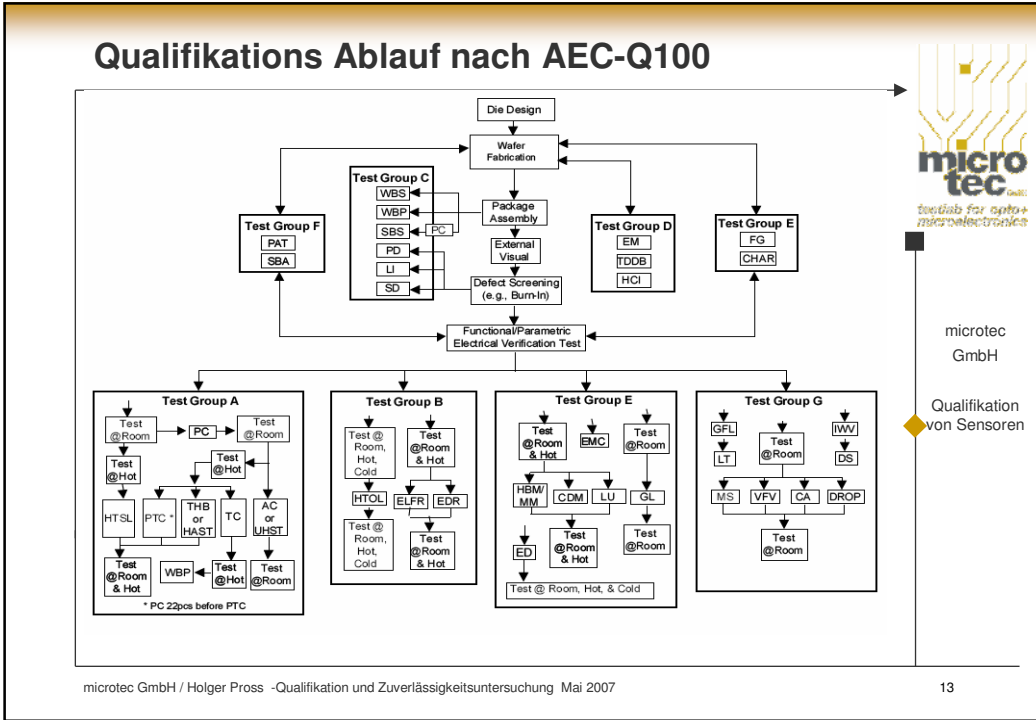 Qualifikations Ablauf nach AEC-Q100
Die Design
Wafer
Fabrication
Test Group C
WBS
WBP
SBS
PC
PD
LI
SD
Package
Assembly
External
Visual
Defect Screening
(e.g., Burn-In)
Test Group F
PAT
SBA
Test Group D
EM
TDDB
HCI
Test Group E
FG
CHAR
Functional/Parametric
Electrical Verification Test
Test Group A
Test
@Room
PC
Test
@Room
Test
@Hot
Test
@Hot
HTSL
PTC *
THB
or
HAST
TC
AC
or
UHST
Test
@Room
& Hot
WBP
Test
@Hot
Test
@Room
* PC 22pcs before PTC
Test Group B
Test @
Room,
Hot,
Cold
Test
@Room
& Hot
HTOL
ELFR
EDR
Test @
Room,
Hot,
Cold
Test
@Room
& Hot
Test Group E
Test
@Room
& Hot
EMC
Test
@Room
HBM/
MM
CDM
LU
GL
ED
Test
@Room
& Hot
Test
@Room
Test @ Room, Hot, & Cold
Test Group G
GFL
IWV
Test
@Room
LT
DS
MS
VFV
CA
DROP
Test
@Room
micro
tec
GmbH
testlab for opto+
microelectronics
microtec
GmbH
Qualifikation
von Sensoren
microtec GmbH / Holger Pross -Qualifikation und Zuverlässigkeitsuntersuchung Mai 2007
13